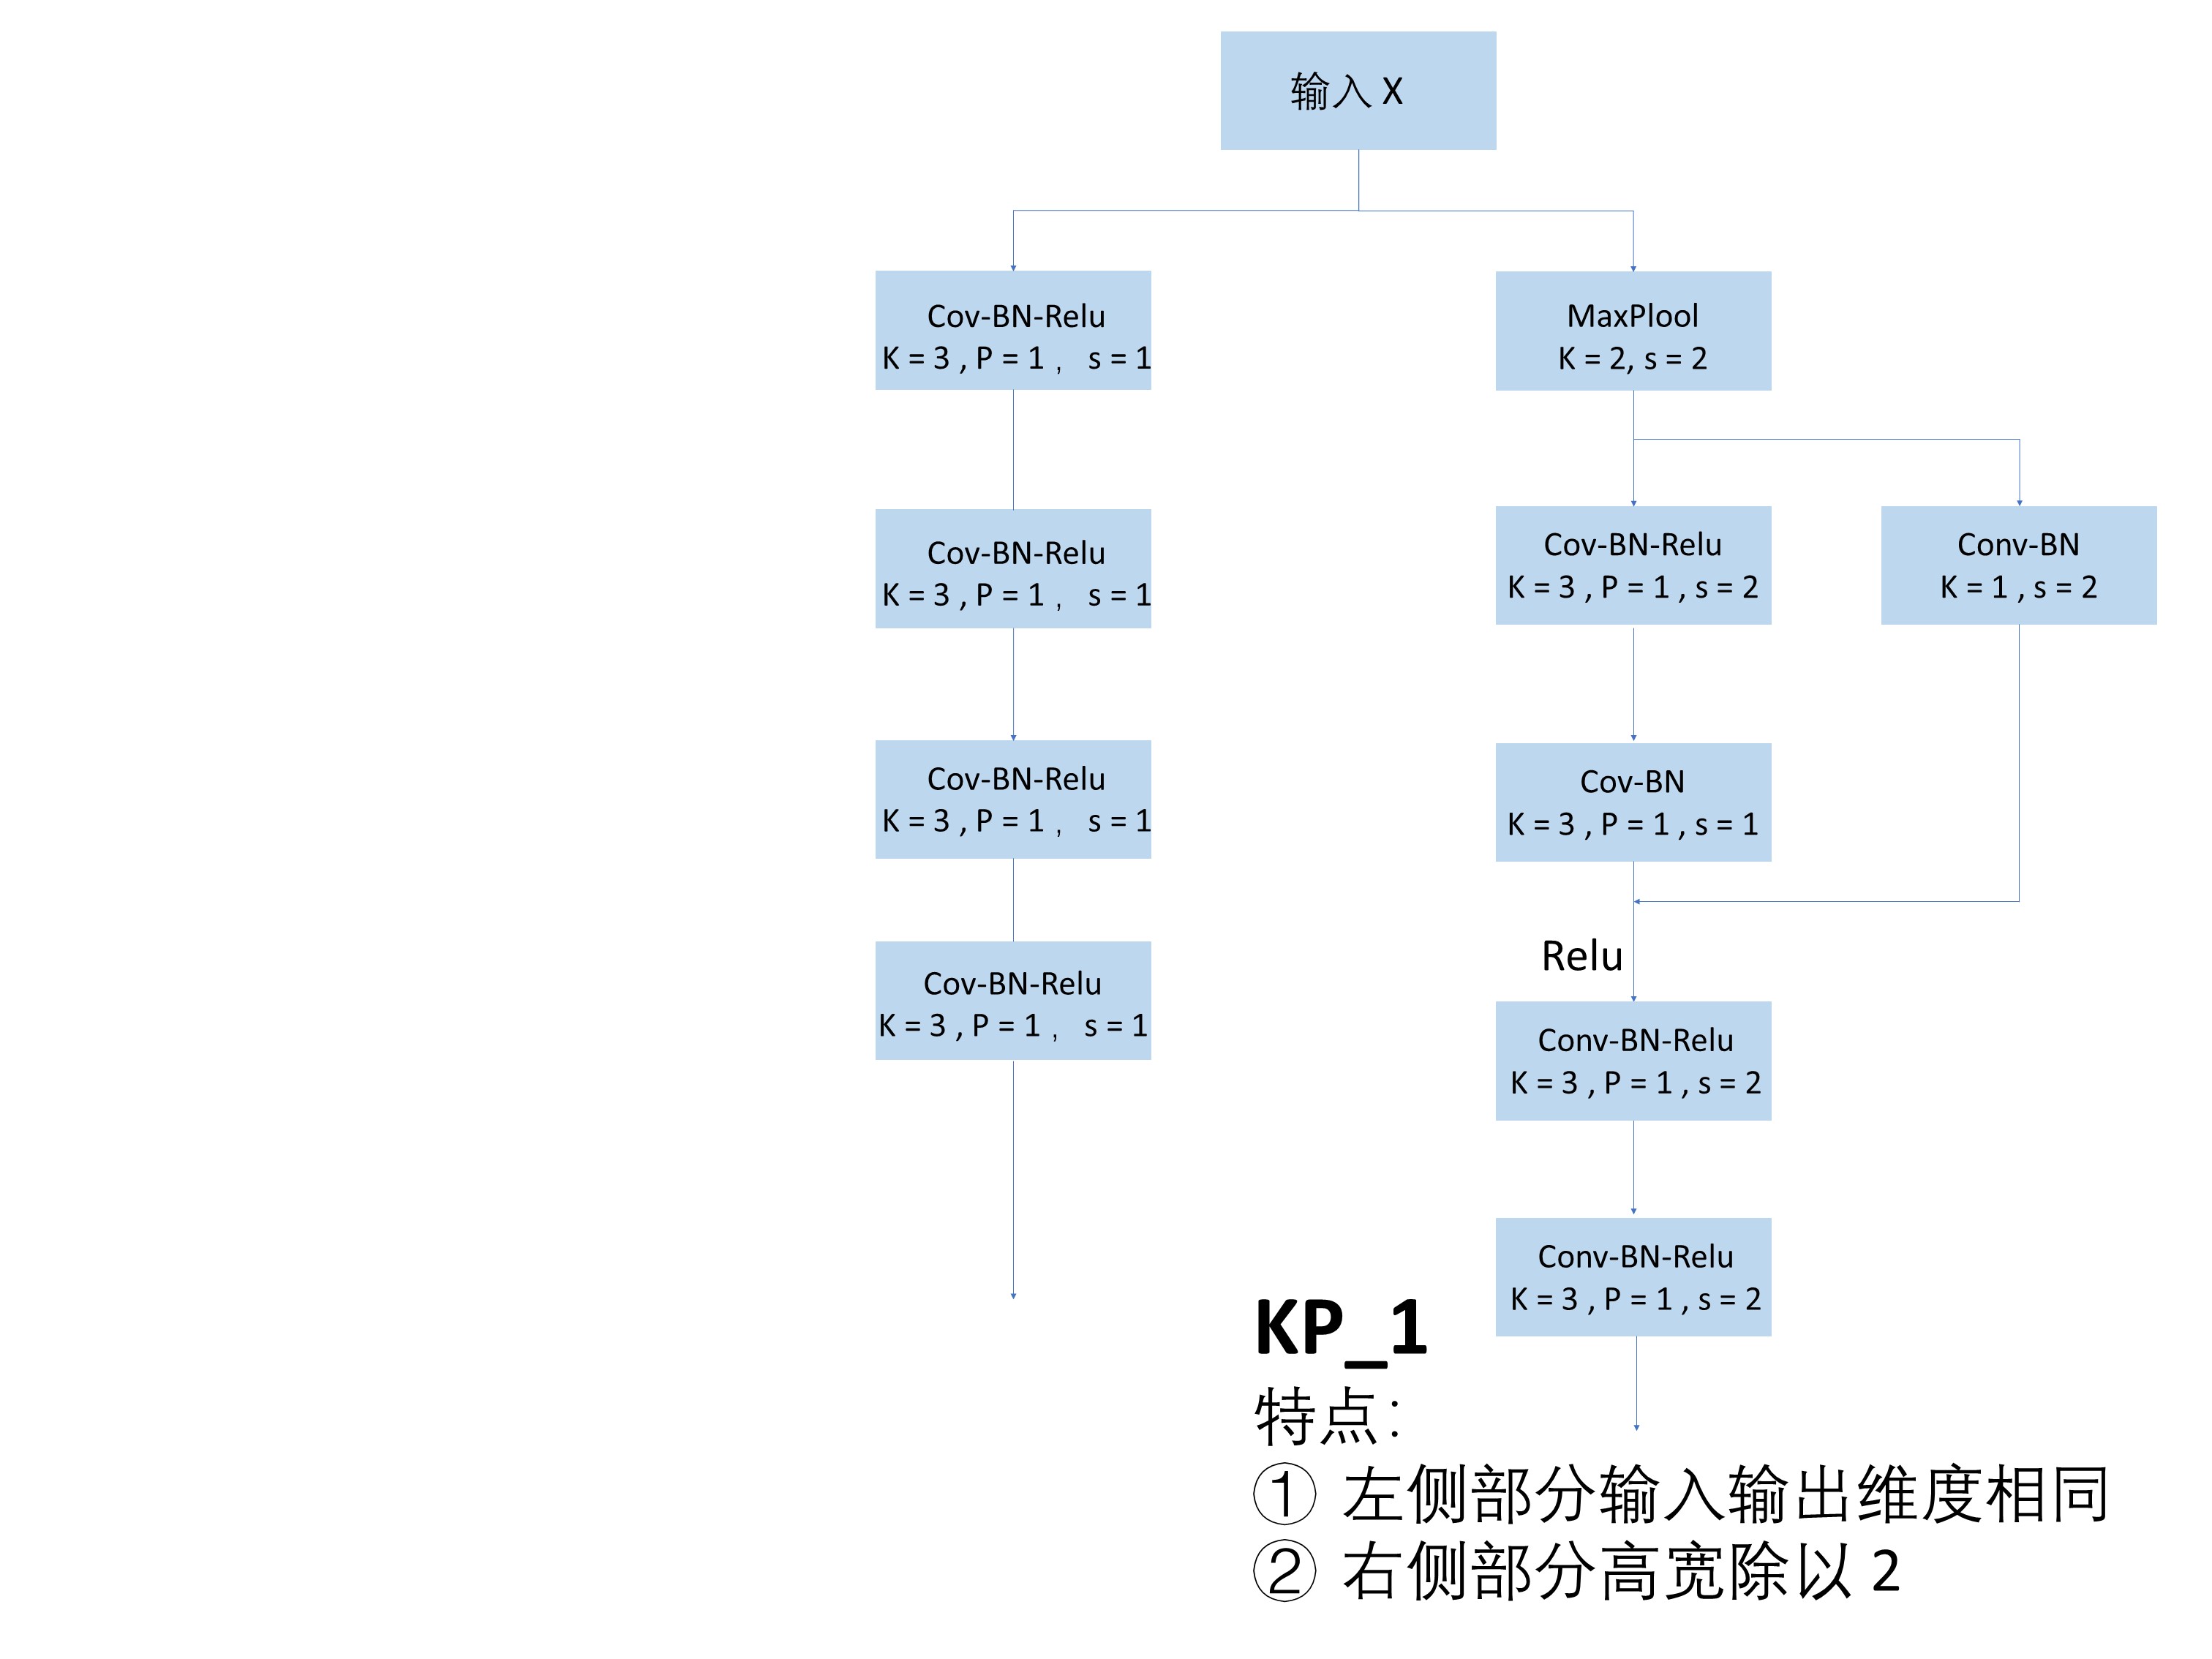 输入 X
Cov-BN-Relu
K = 3 , P = 1 ,   s = 1
Cov-BN-Relu
K = 3 , P = 1 ,   s = 1
Cov-BN-Relu
K = 3 , P = 1 ,   s = 1
Cov-BN-Relu
K = 3 , P = 1 ,   s = 1
MaxPlool
K = 2, s = 2
Cov-BN-Relu
K = 3 , P = 1 , s = 2
Conv-BN
K = 1 , s = 2
Cov-BN
K = 3 , P = 1 , s = 1
Relu
Conv-BN-Relu
K = 3 , P = 1 , s = 2
Conv-BN-Relu
K = 3 , P = 1 , s = 2
KP_1
特点：
① 左侧部分输入输出维度相同
② 右侧部分高宽除以 2